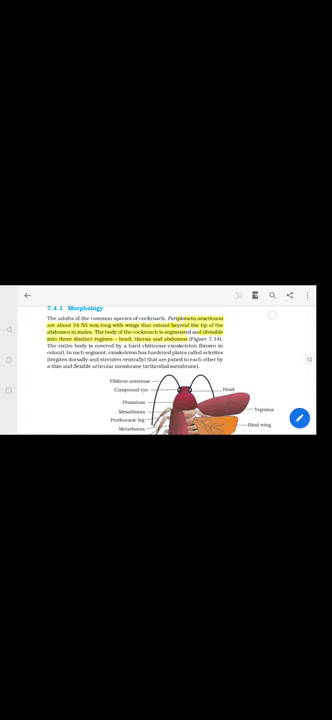 7.4.1 Morphology
The adults of the common species of cockroach, Periplaneta americana
are about 34-53 mm long with wings that extend beyond the tip of the
abdomen in males. The body of the cockroach is segmented and divisible
into three distinct regions – head, thorax and abdomen (Figure 7.14).
The entire body is covered by a hard chitinous exoskeleton (brown in
colour). In each segment, exoskeleton has hardened plates called sclerites
(tergites dorsally and sternites ventrally) that are joined to each other by
a thin and flexible articular membrane (arthrodial membrane).
Filiform antennae
Compound eye
Head
Pronotum
Mesothorax
Tegmina
Prothoracic leg
Hind wing
Metathorax
12